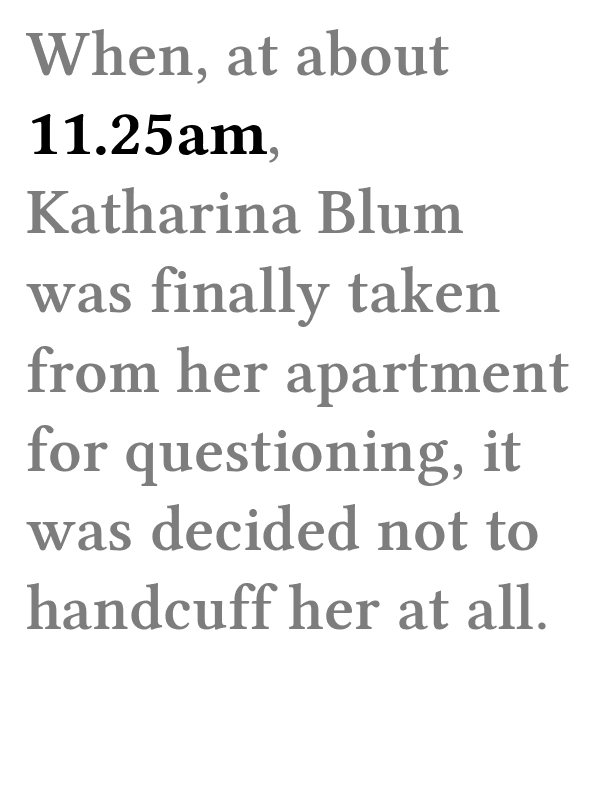 When, at about
11.25am,
Katharina Blum
was finally taken
from her apartment
for questioning, it
was decided not to
handcuff her at all.